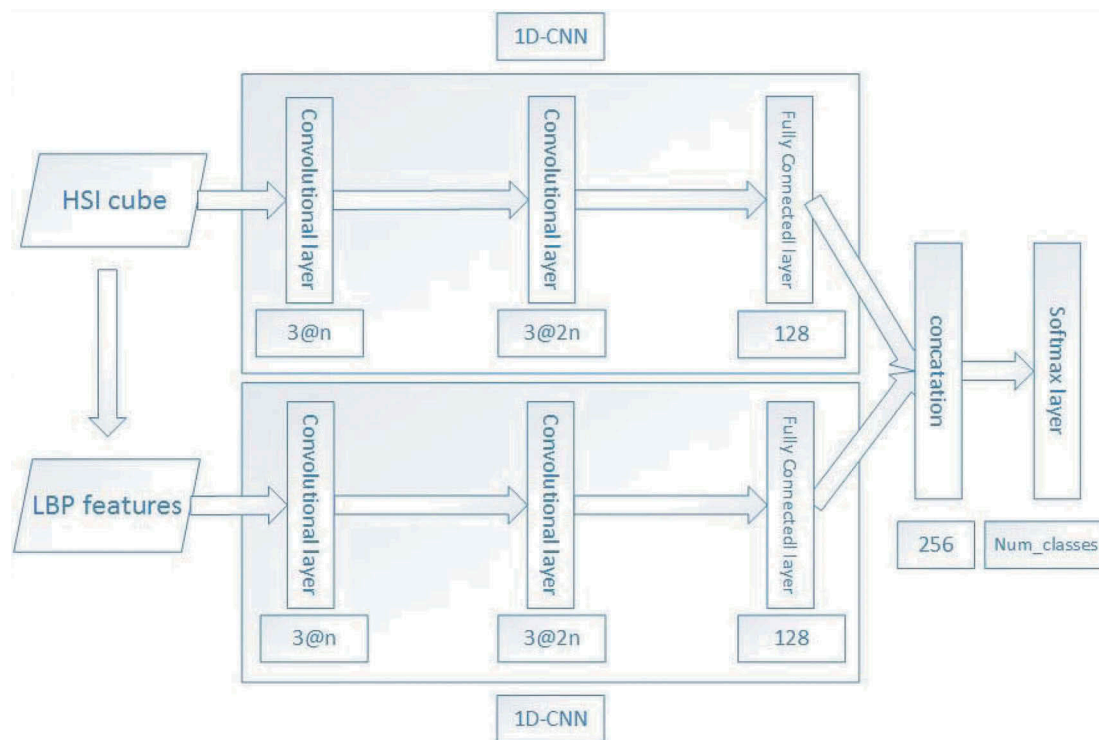 1D-CNN
HSI cube
Convolutional layer
Convolutional layer
Fully Connectedl layer
3@n
3@2n
128
LBP features
Convolutional layer
Convolutional layer
Fully Connectedl layer
3@n
3@2n
128
1D-CNN
concatation
Softmax layer
256
Num_classes